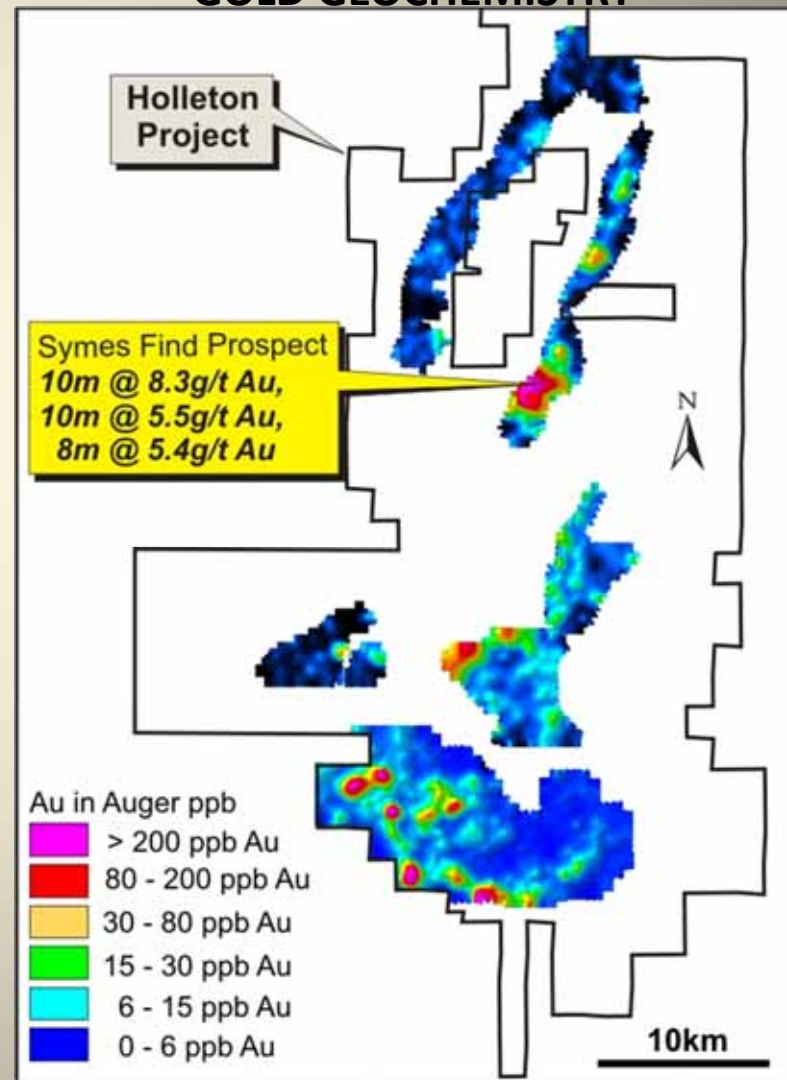 GOLD GEOCHEMISTRY
Holleton
Project
Symes Find Prospect
10m @ 8.3g/t Au,
10m @ 5.5g/t Au,
8m @ 5.4g/t Au
N
Au in Auger ppb
> 200 ppb Au
80 - 200 ppb Au
30 - 80 ppb Au
15 - 30 ppb Au
6 - 15 ppb Au
0 - 6 ppb Au
10km